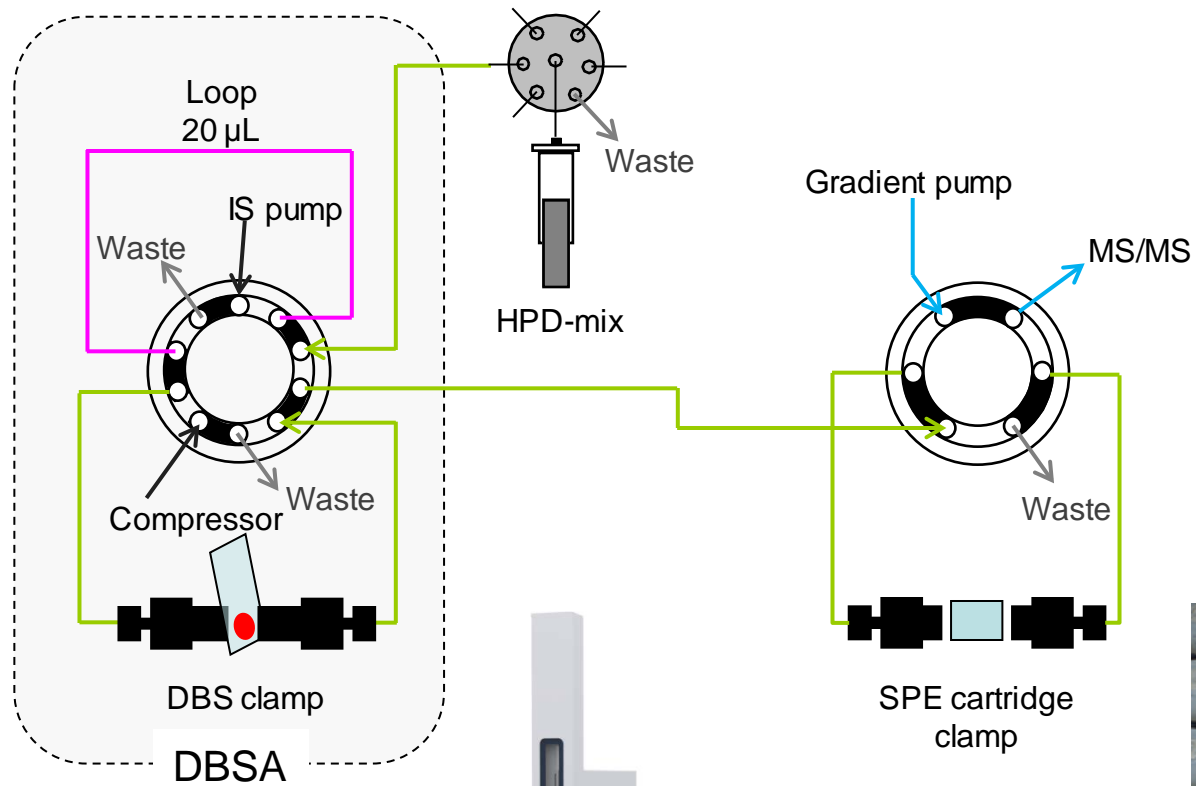 Loop
20 µL
IS pump
Waste
Waste
Compressor
DBS clamp
DBSA
Waste
HPD-mix
Gradient pump
MS/MS
Waste
SPE cartridge
clamp